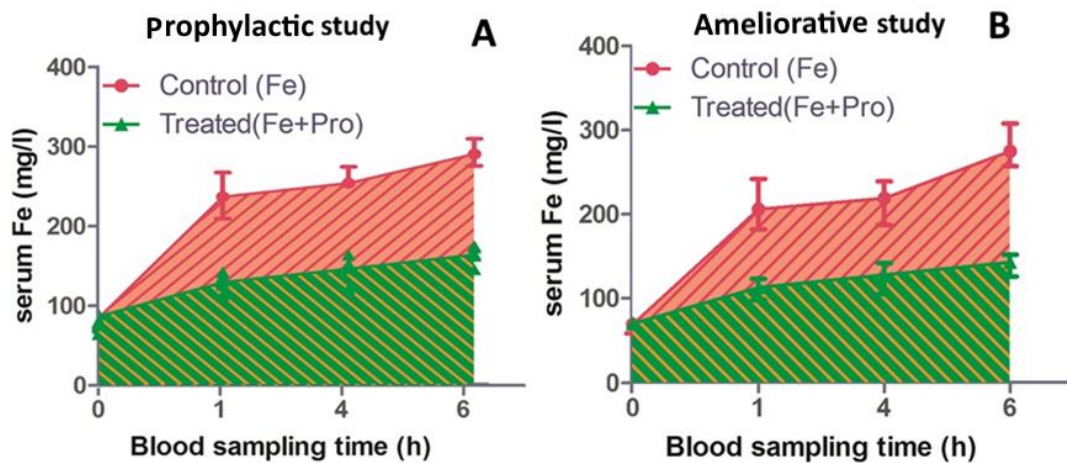 Prophylactic study
A
400
Control (Fe)
Treated(Fe+Pro)
300
200
100
0
serum Fe (mg/l)
0 1 4 6
Blood sampling time (h)
Ameliorative study
B
400
Control (Fe)
Treated(Fe+Pro)
300
200
100
0
serum Fe (mg/l)
0 1 4 6
Blood sampling time (h)